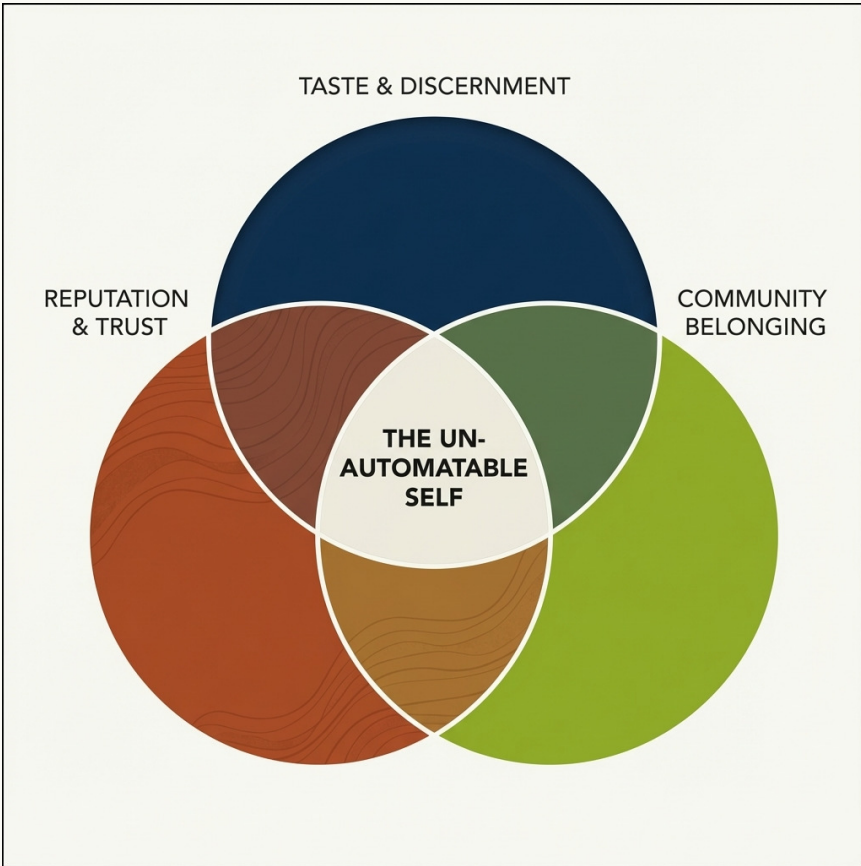 TASTE & DISCERNMENT
REPUTATION
& TRUST
COMMUNITY
BELONGING
THE UN-
AUTOMATABLE
SELF